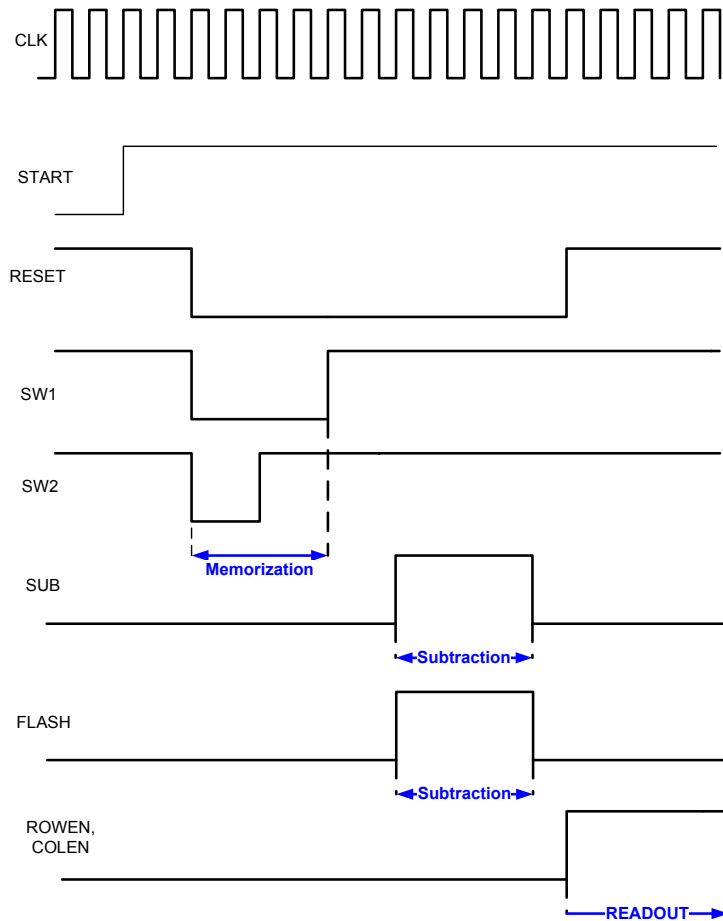 CLK
START
RESET
SW1
SW2
Memorization
SUB
Subtraction
FLASH
Subtraction
ROWEN,
COLEN
READOUT